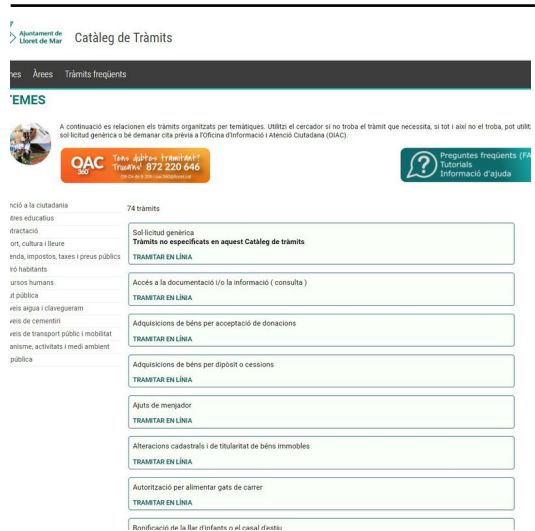 Ajuntament de
Lloret de Mar
Catàleg de Tràmits
Àrees Tràmits freqüents
TEMES
A continuació es relacionen els tràmits organitzats per temàtiques. Utilitzi el cercador si no troba el tràmit que necessita, si tot i això no el troba, pot utilit
sol·licitud genèrica o bé demanar cita prèvia a l'Oficina d'Informació i Atenció Ciutadana (OIAC).
OAC 360
Tens dubtes tramitant?
Truca'ns! 872 220 646
Preguntes freqüents (FA
Tutorials
Informació d'ajuda
nció a la ciutadania
tres educatius
tractació
ort, cultura i lleure
enda, impostos, taxes i preus públics
ró habitants
ursos humans
ut pública
veis aigua i clavegueram
veis de cementiri
veis de transport públic i mobilitat
anisme, activitats i medi ambient
pública
74 tràmits
Sol·licitud genèrica
Tràmits no especificats en aquest Catàleg de tràmits
TRAMITAR EN LÍNIA
Accés a la documentació i/o la informació ( consulta )
TRAMITAR EN LÍNIA
Adquisicions de béns per acceptació de donacions
TRAMITAR EN LÍNIA
Adquisicions de béns per dipòsit o cessions
TRAMITAR EN LÍNIA
Ajuts de menjador
TRAMITAR EN LÍNIA
Alteracions cadastrals i de titularitat de béns immobles
TRAMITAR EN LÍNIA
Autorització per alimentar gats de carrer
TRAMITAR EN LÍNIA
Bonificació de la llar d'infants o el casal d'estiu